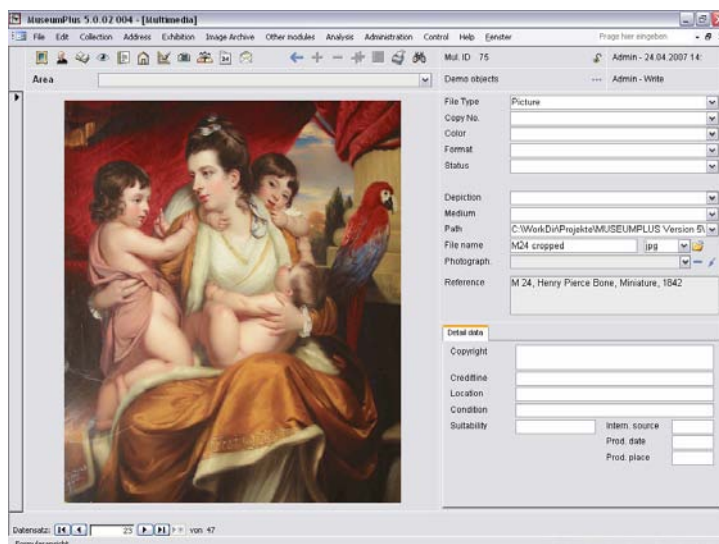 MuseumPlus 5.0.02 004 - [Multimedia]
File Edit Collection Address Exhibition Image Archive Other modules Analysis Administration Control Help Fenster Frage hier eingeben
Mul. ID 75 Admin - 24.04.2007 14:
Area Demo objects Admin - Write
File Type Picture
Copy No.
Color
Format
Status
Depiction
Medium
Path C:\WorkDir\Projekte\MUSEUMPLUS Version 5\
File name M24 cropped jpg
Photograph.
Reference M 24, Henry Pierce Bone, Miniature, 1842
Detail data
Copyright
Creditline
Location
Condition
Suitability Intern. source
Prod. date
Prod. place
Datensatz: 23 von 47